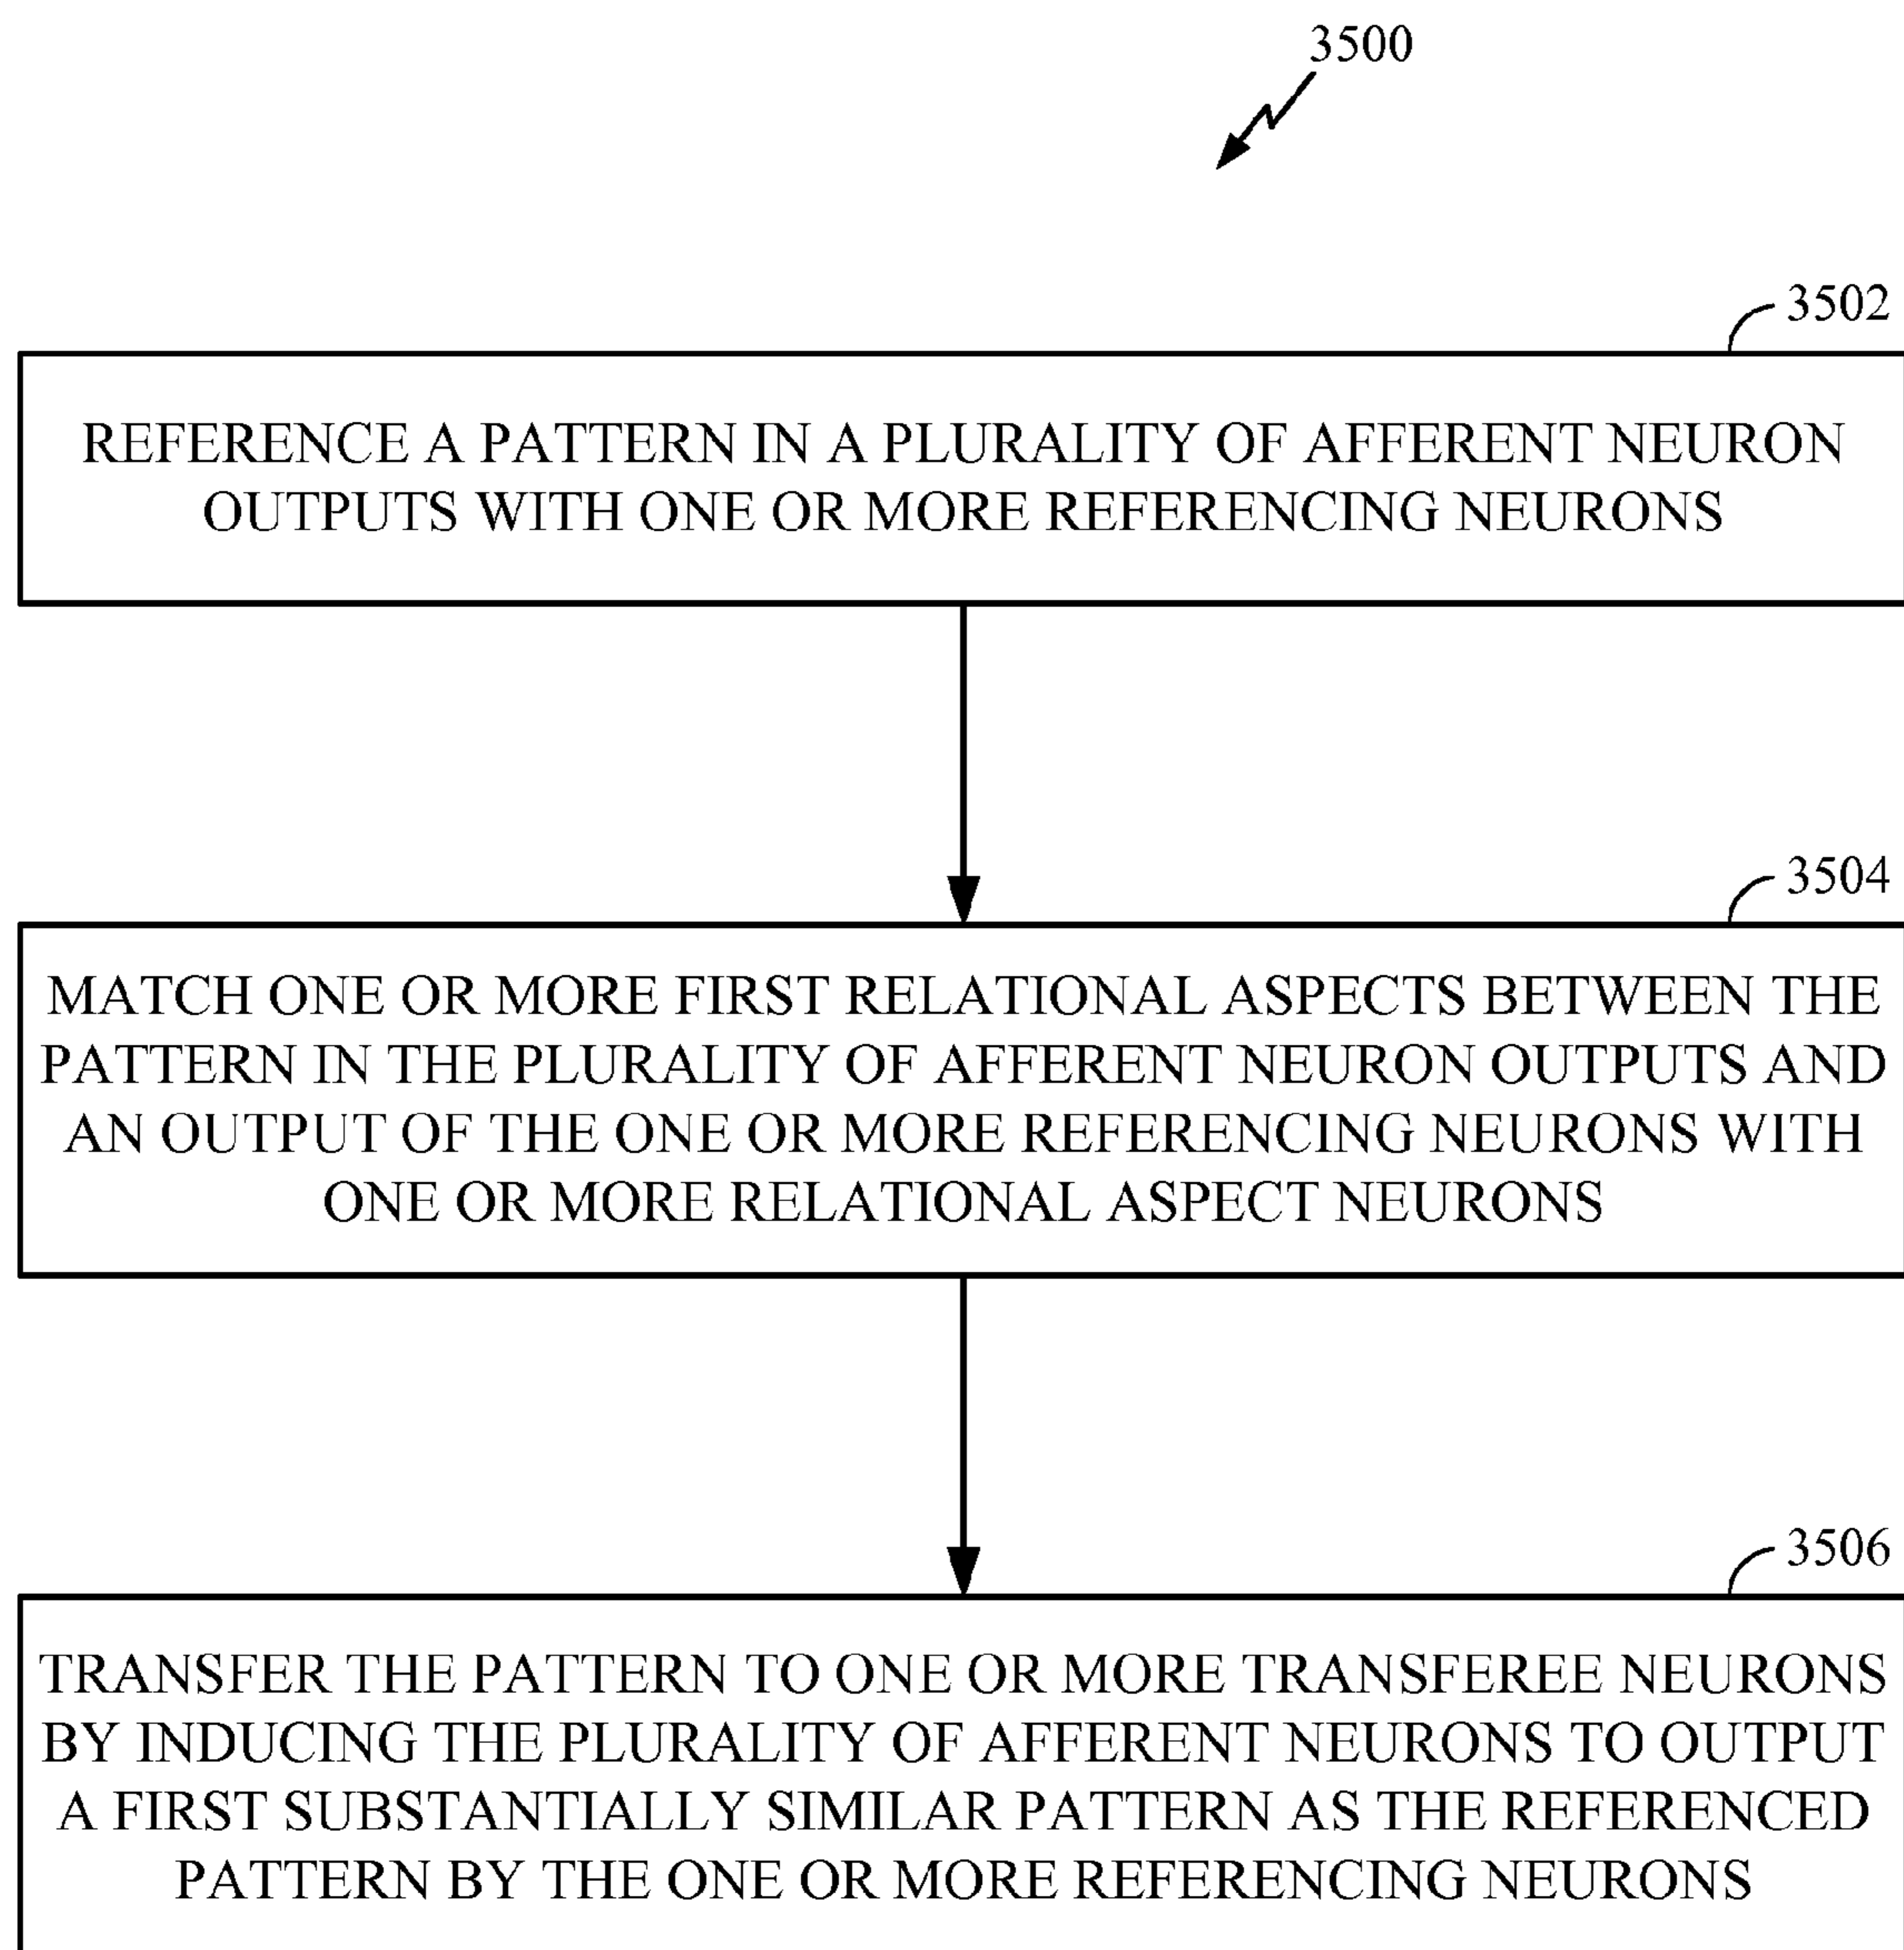 3500
3502
REFERENCE A PATTERN IN A PLURALITY OF AFFERENT NEURON
OUTPUTS WITH ONE OR MORE REFERENCING NEURONS
3504
MATCH ONE OR MORE FIRST RELATIONAL ASPECTS BETWEEN THE
PATTERN IN THE PLURALITY OF AFFERENT NEURON OUTPUTS AND
AN OUTPUT OF THE ONE OR MORE REFERENCING NEURONS WITH
ONE OR MORE RELATIONAL ASPECT NEURONS
3506
TRANSFER THE PATTERN TO ONE OR MORE TRANSFEREE NEURONS
BY INDUCING THE PLURALITY OF AFFERENT NEURONS TO OUTPUT
A FIRST SUBSTANTIALLY SIMILAR PATTERN AS THE REFERENCED
PATTERN BY THE ONE OR MORE REFERENCING NEURONS